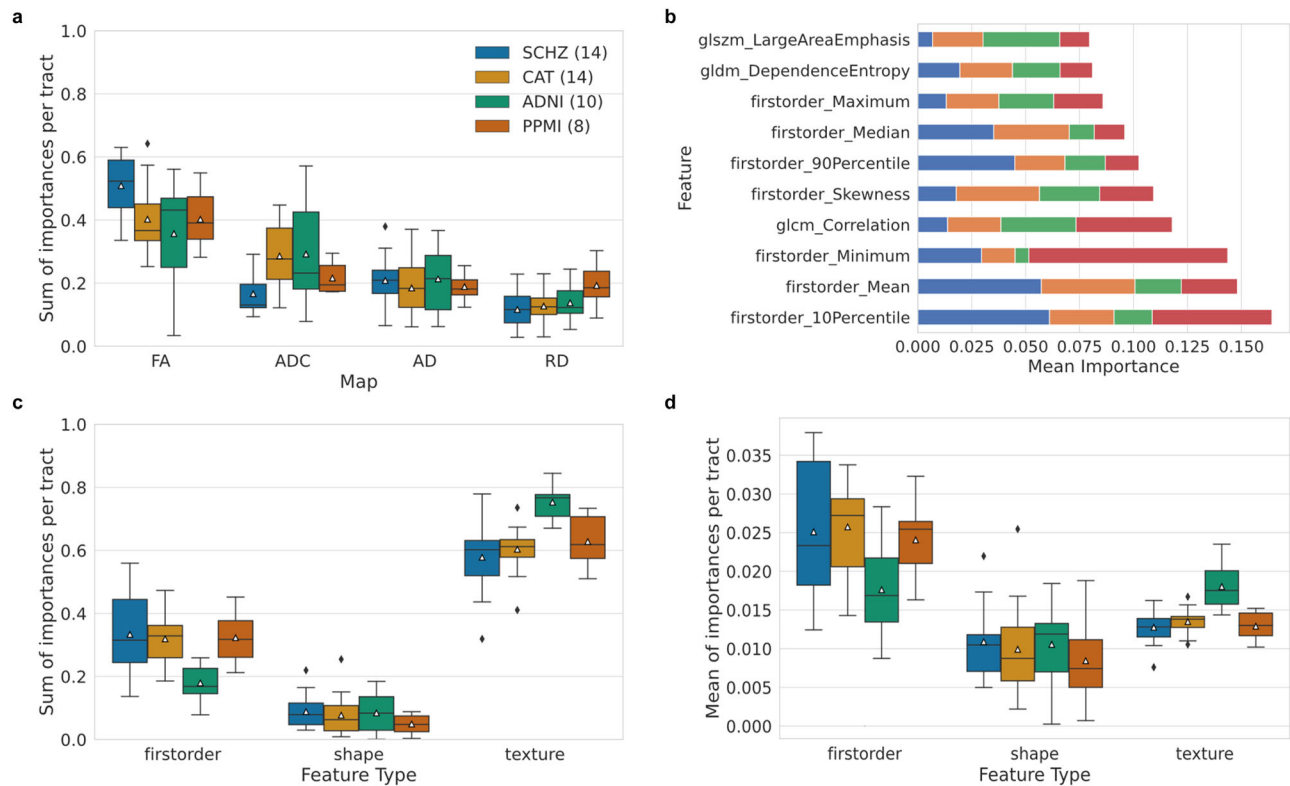 a
Sum of importances per tract
1.0
0.8
0.6
0.4
0.2
0.0
SCHZ (14)
CAT (14)
ADNI (10)
PPMI (8)
FA
ADC
AD
RD
Map
b
Feature
glszm_LargeAreaEmphasis
gldm_DependenceEntropy
firstorder_Maximum
firstorder_Median
firstorder_90Percentile
firstorder_Skewness
glcm_Correlation
firstorder_Minimum
firstorder_Mean
firstorder_10Percentile
0.000 0.025 0.050 0.075 0.100 0.125 0.150
Mean Importance
c
Sum of importances per tract
1.0
0.8
0.6
0.4
0.2
0.0
firstorder
shape
texture
Feature Type
d
Mean of importances per tract
0.035
0.030
0.025
0.020
0.015
0.010
0.005
0.000
firstorder
shape
texture
Feature Type